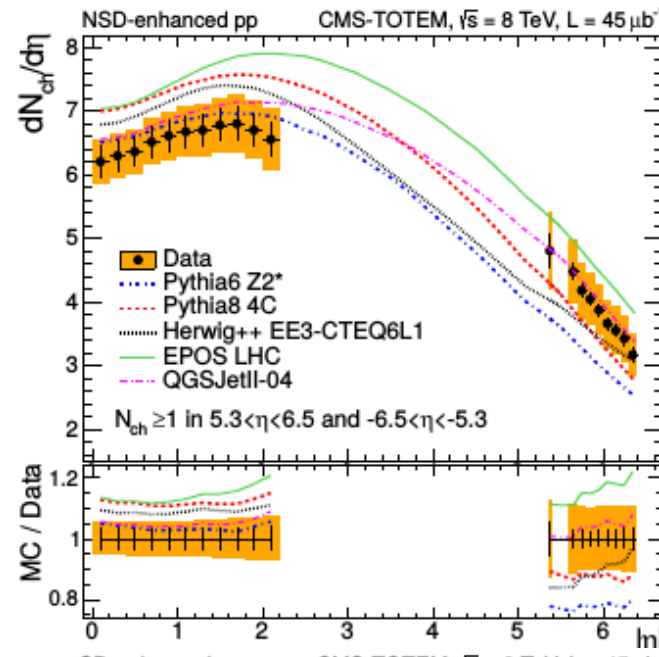 NSD-enhanced pp CMS-TOTEM, √s = 8 TeV, L = 45 μb⁻
dN_ch/dη
8
7
6
5
4
3
2
Data
Pythia6 Z2*
Pythia8 4C
Herwig++ EE3-CTEQ6L1
EPOS LHC
QGSJetII-04
N_ch ≥1 in 5.3<η<6.5 and -6.5<η<-5.3
MC / Data
1.2
1
0.8
0 1 2 3 4 5 6 |η